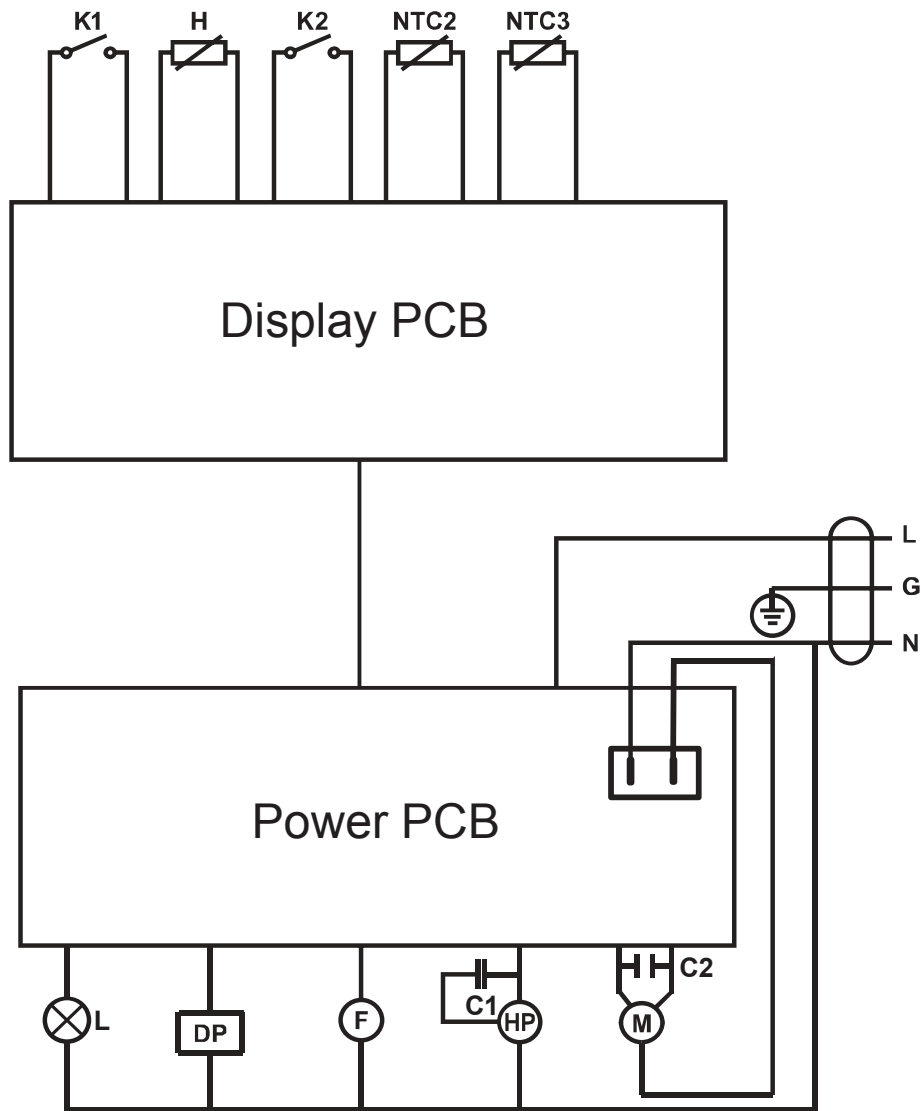 K1 H K2 NTC2 NTC3
Display PCB
L
G
N
Power PCB
C2
L DP F C1 HP M